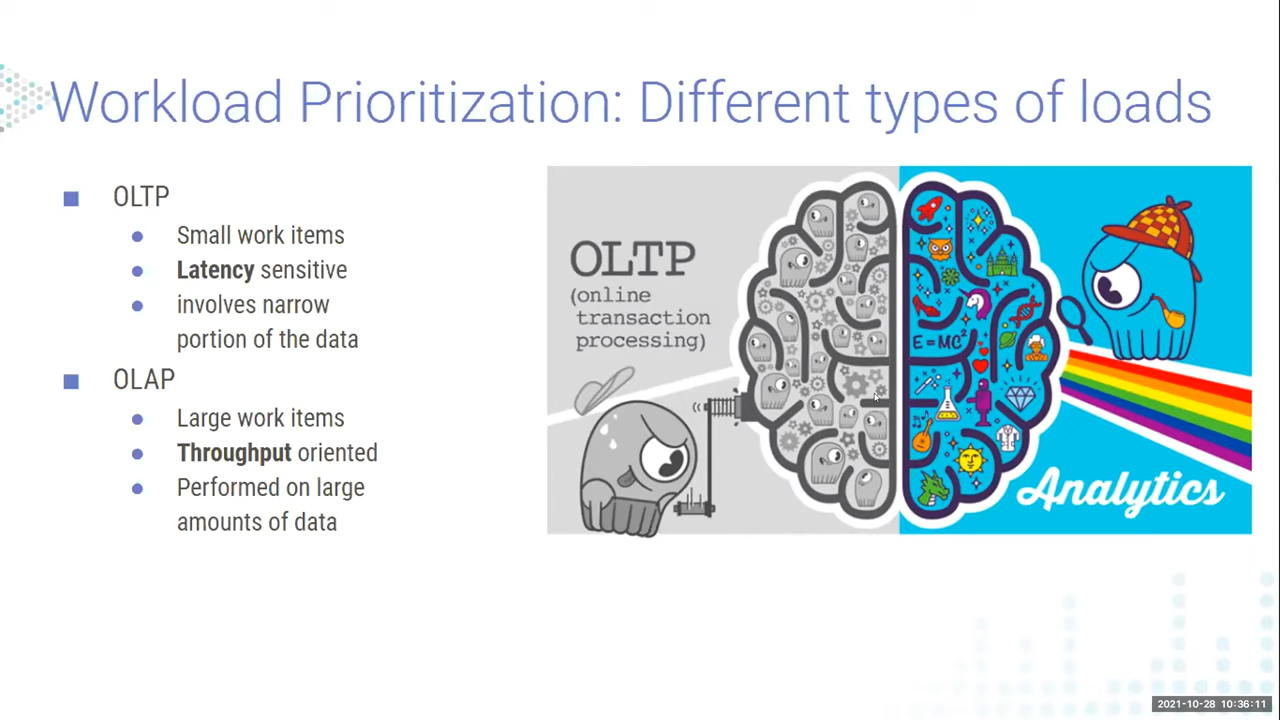 Workload Prioritization: Different types of loads
OLTP
Small work items
Latency sensitive
involves narrow
portion of the data
OLAP
Large work items
Throughput oriented
Performed on large
amounts of data
OLTP
(online
transaction
processing)
E=MC²
Analytics
2021-10-28 10:36:11